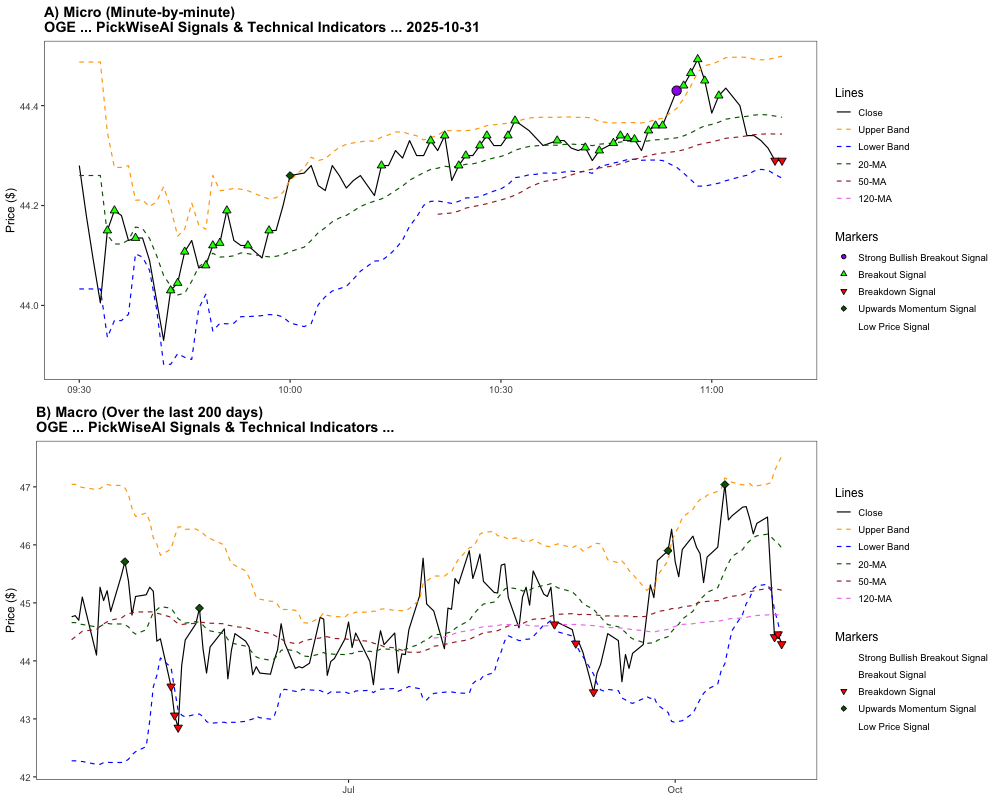 A) Micro (Minute-by-minute)
OGE ... PickWiseAI Signals & Technical Indicators ... 2025-10-31
Price ($)
44.4
44.2
44.0
09:30
10:00
10:30
11:00
Lines
Close
Upper Band
Lower Band
20-MA
50-MA
120-MA
Markers
Strong Bullish Breakout Signal
Breakout Signal
Breakdown Signal
Upwards Momentum Signal
Low Price Signal
B) Macro (Over the last 200 days)
OGE ... PickWiseAI Signals & Technical Indicators ...
Price ($)
47
46
45
44
43
42
Jul
Oct
Lines
Close
Upper Band
Lower Band
20-MA
50-MA
120-MA
Markers
Strong Bullish Breakout Signal
Breakout Signal
Breakdown Signal
Upwards Momentum Signal
Low Price Signal